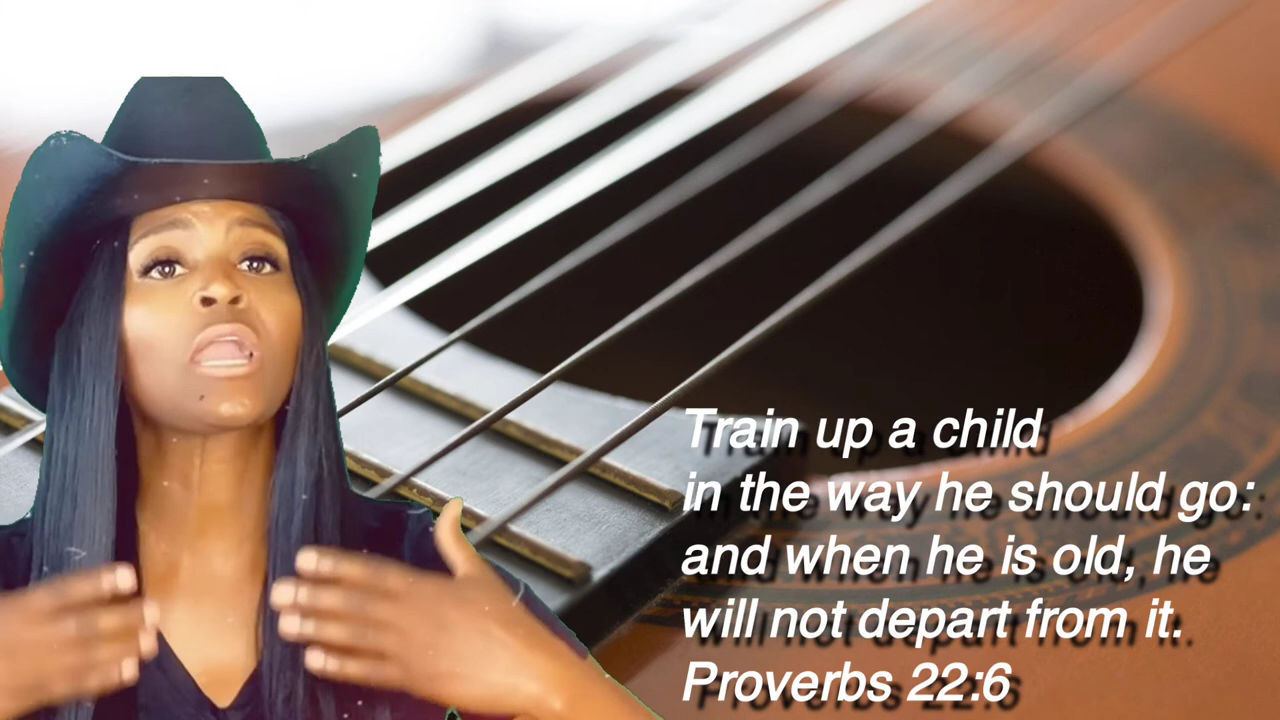 Train up a child
in the way he should go:
and when he is old, he
will not depart from it.
Proverbs 22:6